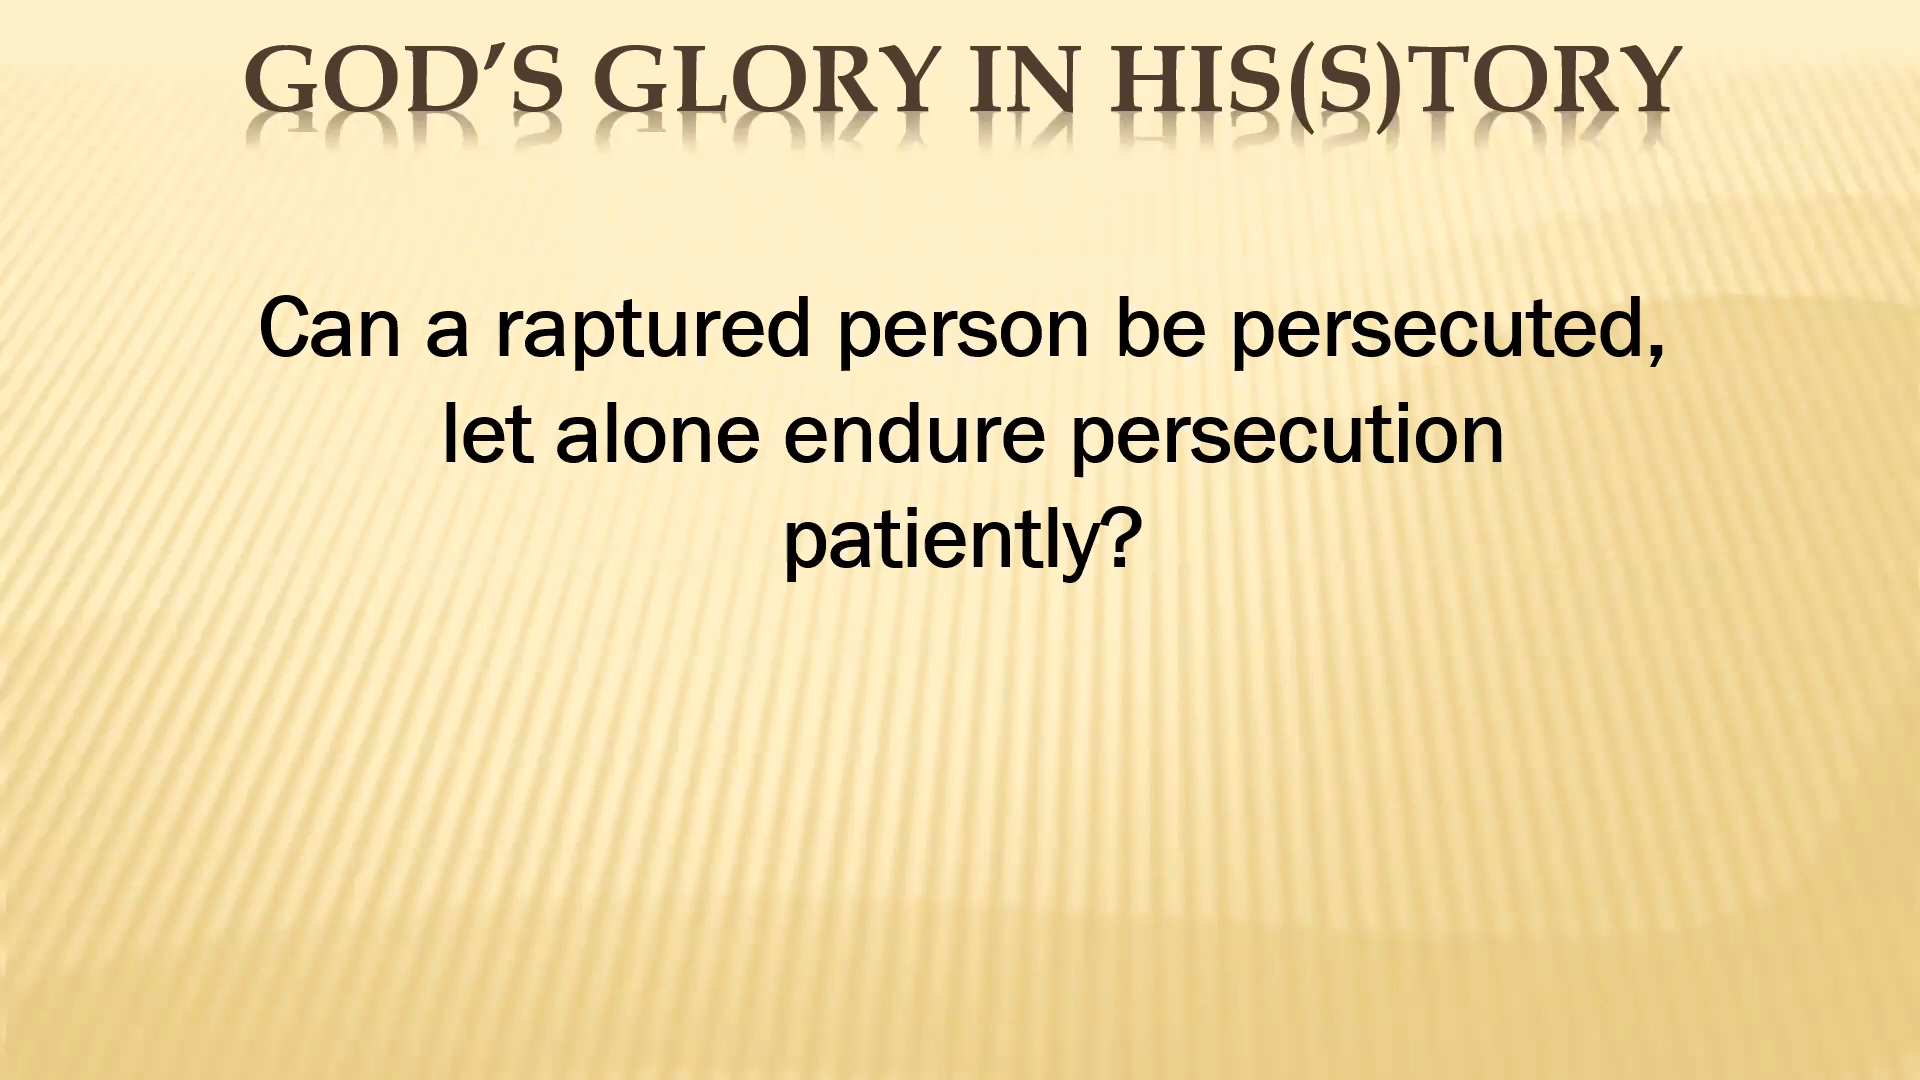 GOD’S GLORY IN HIS(S)TORY
Can a raptured person be persecuted,
let alone endure persecution
patiently?